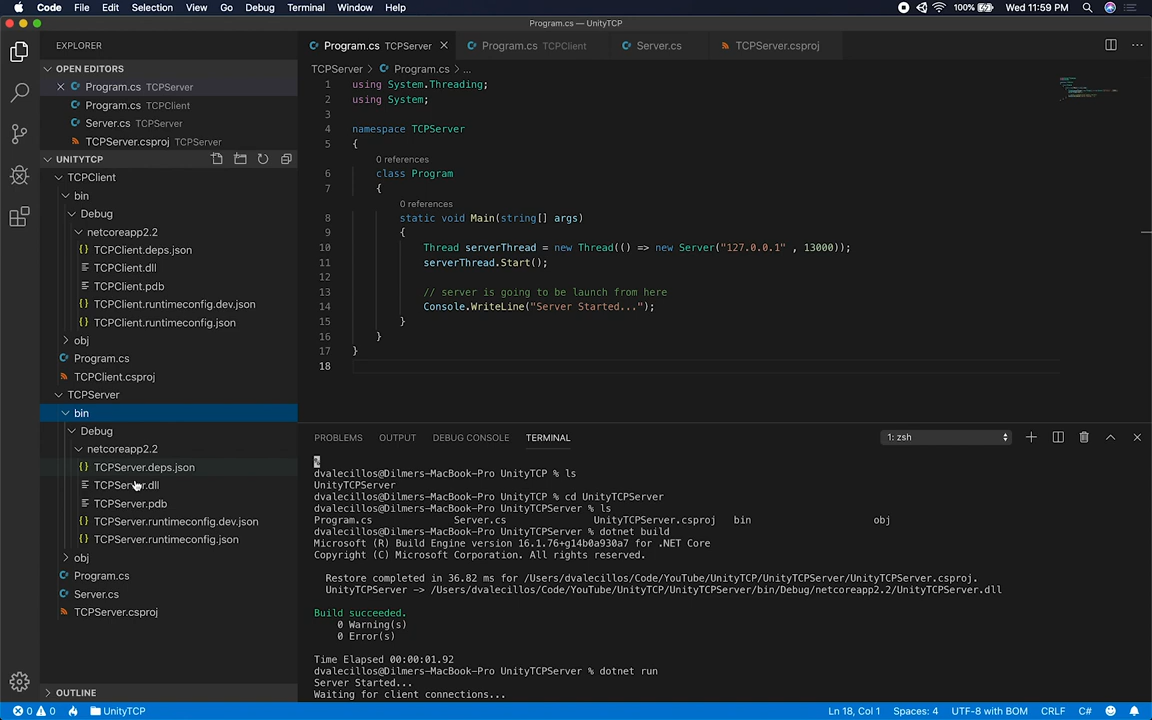 Code File Edit Selection View Go Debug Terminal Window Help 100% Wed 11:59 PM
Program.cs — UnityTCP
EXPLORER
OPEN EDITORS
Program.cs TCPServer
Program.cs TCPClient
Server.cs TCPServer
TCPServer.csproj TCPServer
UNITYTCP
TCPClient
bin
Debug
netcoreapp2.2
TCPClient.deps.json
TCPClient.dll
TCPClient.pdb
TCPClient.runtimeconfig.dev.json
TCPClient.runtimeconfig.json
obj
Program.cs
TCPClient.csproj
TCPServer
bin
Debug
netcoreapp2.2
TCPServer.deps.json
TCPServer.dll
TCPServer.pdb
TCPServer.runtimeconfig.dev.json
TCPServer.runtimeconfig.json
obj
Program.cs
Server.cs
TCPServer.csproj
OUTLINE
Program.cs TCPServer Program.cs TCPClient Server.cs TCPServer.csproj
TCPServer > Program.cs > ...
1 using System.Threading;
2 using System;
3
4 namespace TCPServer
5 {
0 references
6 class Program
7 {
0 references
8 static void Main(string[] args)
9 {
10 Thread serverThread = new Thread(() => new Server("127.0.0.1" , 13000));
11 serverThread.Start();
12
13 // server is going to be launch from here
14 Console.WriteLine("Server Started...");
15 }
16 }
17 }
18
PROBLEMS OUTPUT DEBUG CONSOLE TERMINAL 1: zsh
%
dvalecillos@Dilmers-MacBook-Pro UnityTCP % ls
UnityTCPServer
dvalecillos@Dilmers-MacBook-Pro UnityTCP % cd UnityTCPServer
dvalecillos@Dilmers-MacBook-Pro UnityTCPServer % ls
Program.cs Server.cs UnityTCPServer.csproj bin obj
dvalecillos@Dilmers-MacBook-Pro UnityTCPServer % dotnet build
Microsoft (R) Build Engine version 16.1.76+g14b0a930a7 for .NET Core
Copyright (C) Microsoft Corporation. All rights reserved.
Restore completed in 36.82 ms for /Users/dvalecillos/Code/YouTube/UnityTCP/UnityTCPServer/UnityTCPServer.csproj.
UnityTCPServer -> /Users/dvalecillos/Code/YouTube/UnityTCP/UnityTCPServer/bin/Debug/netcoreapp2.2/UnityTCPServer.dll
Build succeeded.
0 Warning(s)
0 Error(s)
Time Elapsed 00:00:01.92
dvalecillos@Dilmers-MacBook-Pro UnityTCPServer % dotnet run
Server Started...
Waiting for client connections...
0 0 UnityTCP Ln 18, Col 1 Spaces: 4 UTF-8 with BOM CRLF C#